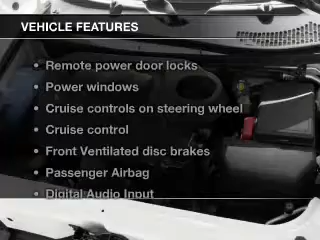 VEHICLE FEATURES
• Remote power door locks
• Power windows
• Cruise controls on steering wheel
• Cruise control
• Front Ventilated disc brakes
• Passenger Airbag
• Digital Audio Input